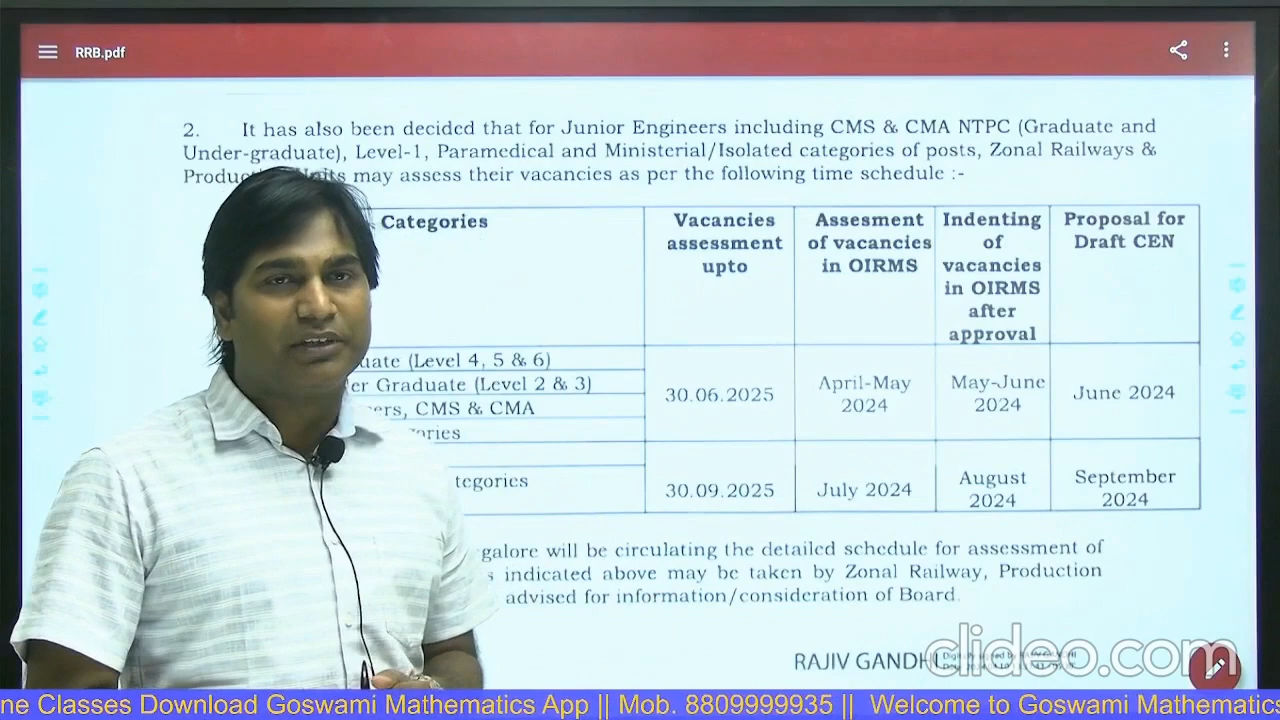 RRB.pdf
2. It has also been decided that for Junior Engineers including CMS & CMA NTPC (Graduate and
Under-graduate), Level-1, Paramedical and Ministerial/Isolated categories of posts, Zonal Railways &
may assess their vacancies as per the following time schedule :-
Categories
Vacancies
assessment
upto
Assesment
of vacancies
in OIRMS
Indenting
of
vacancies
in OIRMS
after
approval
Proposal for
Draft CEN
uate (Level 4, 5 & 6)
er Graduate (Level 2 & 3)
ers, CMS & CMA
ories
30.06.2025
April-May
2024
May-June
2024
June 2024
tegories
30.09.2025
July 2024
August
2024
September
2024
galore will be circulating the detailed schedule for assessment of
s indicated above may be taken by Zonal Railway, Production
advised for information/consideration of Board.
RAJIV GANDHI
clideo.com
ne Classes Download Goswami Mathematics App || Mob. 8809999935 || Welcome to Goswami Mathematics